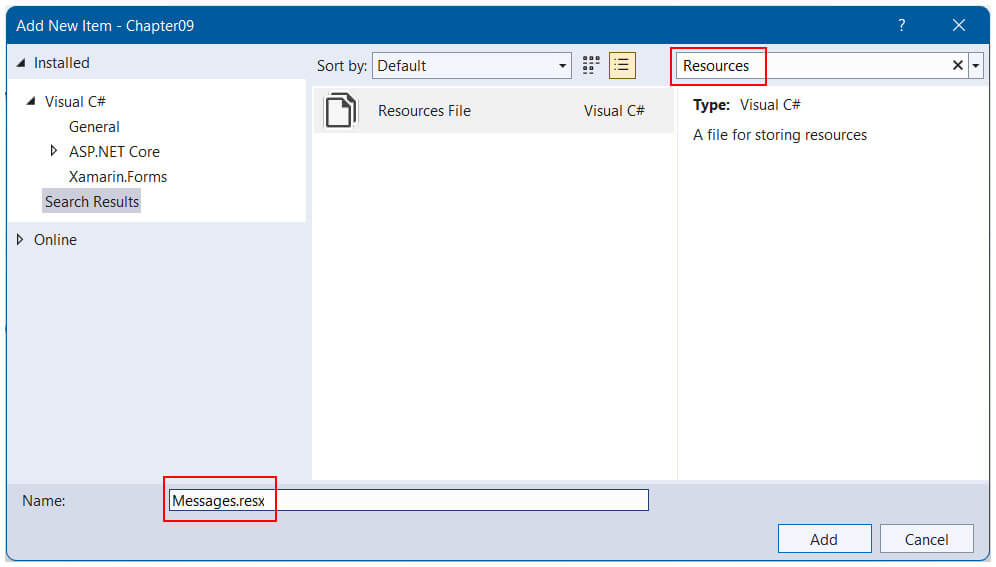 Add New Item - Chapter09
?
Installed
Visual C#
General
ASP.NET Core
Xamarin.Forms
Search Results
Online
Sort by: Default
Resources
Resources File Visual C#
Type: Visual C#
A file for storing resources
Name: Messages.resx
Add Cancel